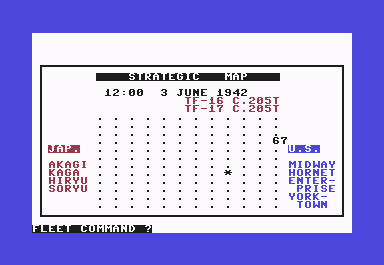 STRATEGIC MAP
12:00 3 JUNE 1942
TF-16 C.205T
TF-17 C.205T
67
JAP. U.S.
AKAGI MIDWAY
KAGA * HORNET
HIRYU ENTER-
SORYU PRISE
YORK-
TOWN
FLEET COMMAND ?